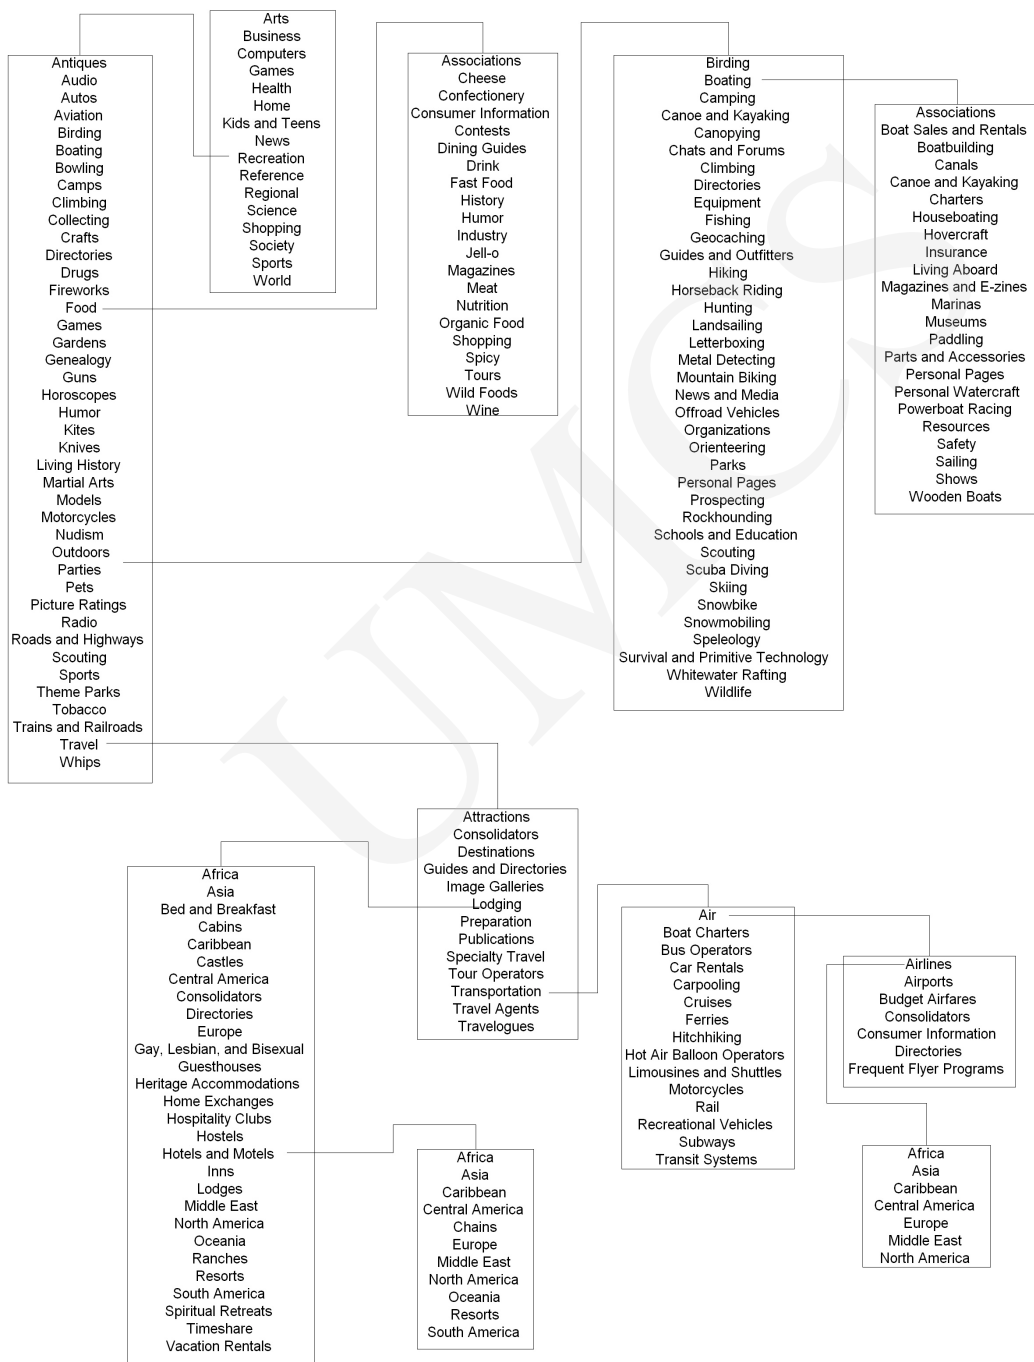 Arts
Business
Computers
Games
Health
Home
Kids and Teens
News
Recreation
Reference
Regional
Science
Shopping
Society
Sports
World
Antiques
Audio
Autos
Aviation
Birding
Boating
Bowling
Camps
Climbing
Collecting
Crafts
Directories
Drugs
Fireworks
Food
Games
Gardens
Genealogy
Guns
Horoscopes
Humor
Kites
Knives
Living History
Martial Arts
Models
Motorcycles
Nudism
Outdoors
Parties
Pets
Picture Ratings
Radio
Roads and Highways
Scouting
Sports
Theme Parks
Tobacco
Trains and Railroads
Travel
Whips
Associations
Cheese
Confectionery
Consumer Information
Contests
Dining Guides
Drink
Fast Food
History
Humor
Industry
Jell-o
Magazines
Meat
Nutrition
Organic Food
Shopping
Spicy
Tours
Wild Foods
Wine
Birding
Boating
Camping
Canoe and Kayaking
Canopying
Chats and Forums
Climbing
Directories
Equipment
Fishing
Geocaching
Guides and Outfitters
Hiking
Horseback Riding
Hunting
Landsailing
Letterboxing
Metal Detecting
Mountain Biking
News and Media
Offroad Vehicles
Organizations
Orienteering
Parks
Personal Pages
Prospecting
Rockhounding
Schools and Education
Scouting
Scuba Diving
Skiing
Snowbike
Snowmobiling
Speleology
Survival and Primitive Technology
Whitewater Rafting
Wildlife
Associations
Boat Sales and Rentals
Boatbuilding
Canals
Canoe and Kayaking
Charters
Houseboating
Hovercraft
Insurance
Living Aboard
Magazines and E-zines
Marinas
Museums
Paddling
Parts and Accessories
Personal Pages
Personal Watercraft
Powerboat Racing
Resources
Safety
Sailing
Shows
Wooden Boats
UMCS
Attractions
Consolidators
Destinations
Guides and Directories
Image Galleries
Lodging
Preparation
Publications
Specialty Travel
Tour Operators
Transportation
Travel Agents
Travelogues
Africa
Asia
Bed and Breakfast
Cabins
Caribbean
Castles
Central America
Consolidators
Directories
Europe
Gay, Lesbian, and Bisexual
Guesthouses
Heritage Accommodations
Home Exchanges
Hospitality Clubs
Hostels
Hotels and Motels
Inns
Lodges
Middle East
North America
Oceania
Ranches
Resorts
South America
Spiritual Retreats
Timeshare
Vacation Rentals
Africa
Asia
Caribbean
Central America
Chains
Europe
Middle East
North America
Oceania
Resorts
South America
Air
Boat Charters
Bus Operators
Car Rentals
Carpooling
Cruises
Ferries
Hitchhiking
Hot Air Balloon Operators
Limousines and Shuttles
Motorcycles
Rail
Recreational Vehicles
Subways
Transit Systems
Airlines
Airports
Budget Airfares
Consolidators
Consumer Information
Directories
Frequent Flyer Programs
Africa
Asia
Caribbean
Central America
Europe
Middle East
North America